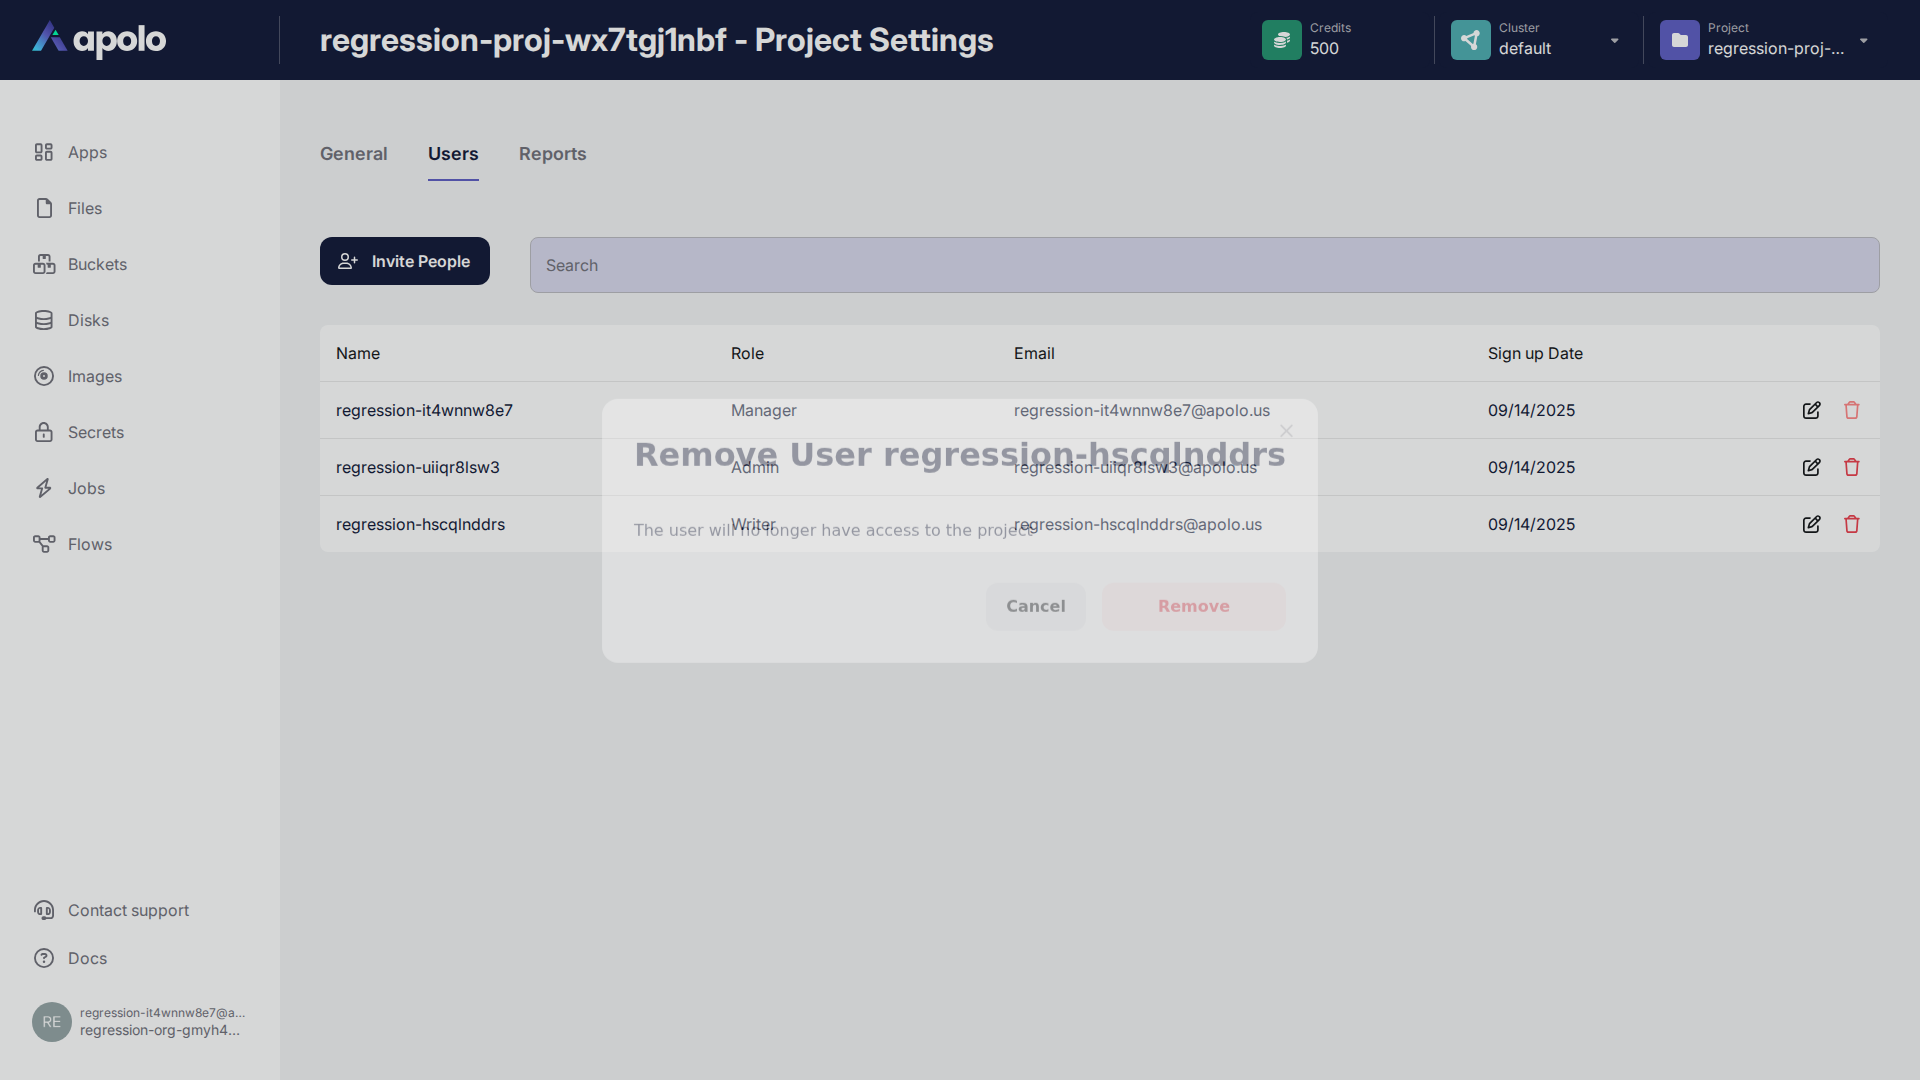 apolo
regression-proj-wx7tgj1nbf - Project Settings
Credits
500
Cluster
default
Project
regression-proj-...
Apps
Files
Buckets
Disks
Images
Secrets
Jobs
Flows
Contact support
Docs
RE
regression-it4wnnw8e7@a...
regression-org-gmyh4...
General Users Reports
Invite People
Search
Name Role Email Sign up Date
regression-it4wnnw8e7 Manager regression-it4wnnw8e7@apolo.us 09/14/2025
regression-uiiqr8lsw3 Admin regression-uiiqr8lsw3@apolo.us 09/14/2025
regression-hscqlnddrs Writer regression-hscqlnddrs@apolo.us 09/14/2025
Remove User regression-hscqlnddrs
The user will no longer have access to the project
Cancel Remove